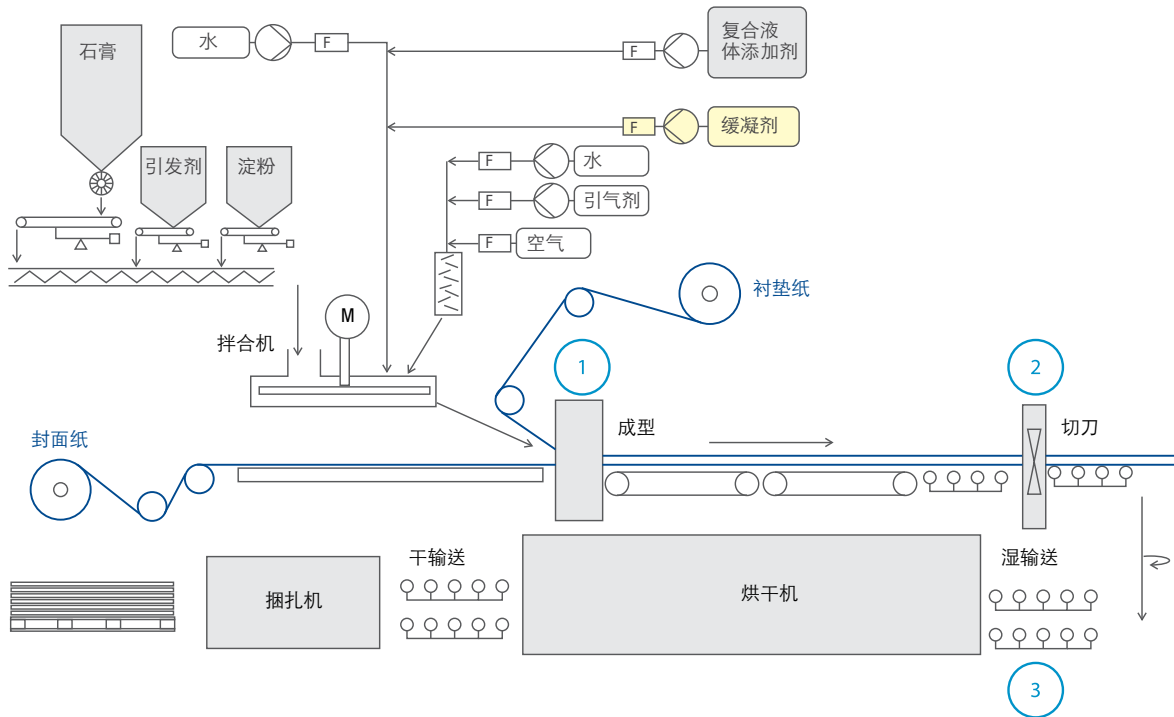 石膏
水
F
F
复合液
体添加剂
F
缓凝剂
引发剂
淀粉
F
水
F
引气剂
F
空气
衬垫纸
M
拌合机
1
2
成型
切刀
封面纸
干输送
湿输送
捆扎机
烘干机
3